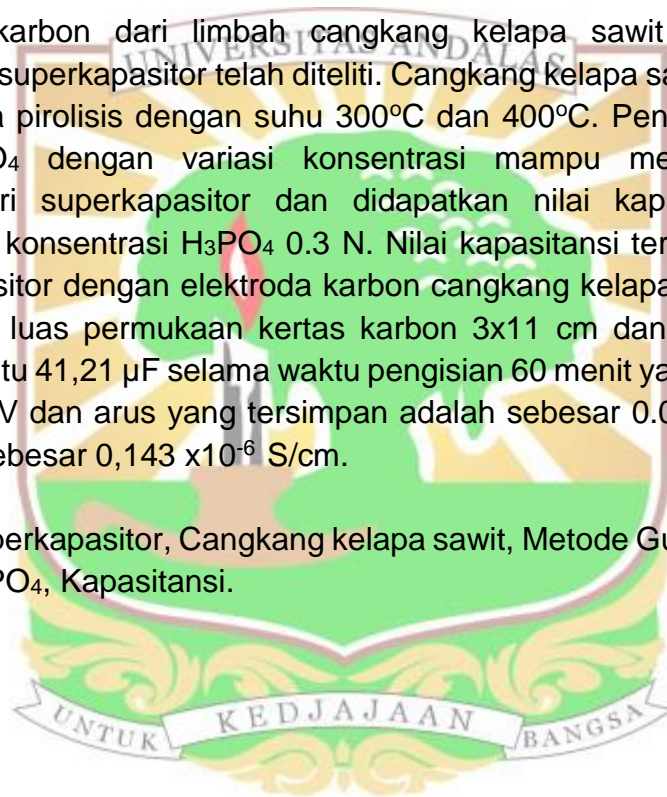 karbon dari limbah cangkang kelapa sawit
UNIVERSITAS ANDALAS
superkapasitor telah diteliti. Cangkang kelapa sa
pirolisis dengan suhu 300°C dan 400°C. Pen
O₄ dengan variasi konsentrasi mampu me
ri superkapasitor dan didapatkan nilai kap
konsentrasi H₃PO₄ 0.3 N. Nilai kapasitansi ter
sitor dengan elektroda karbon cangkang kelapa
luas permukaan kertas karbon 3x11 cm dan
tu 41,21 µF selama waktu pengisian 60 menit ya
V dan arus yang tersimpan adalah sebesar 0.0
ebesar 0,143 x10⁻⁶ S/cm.
perkapasitor, Cangkang kelapa sawit, Metode Gu
PO₄, Kapasitansi.
UNTUK KEDJAJAAN BANGSA